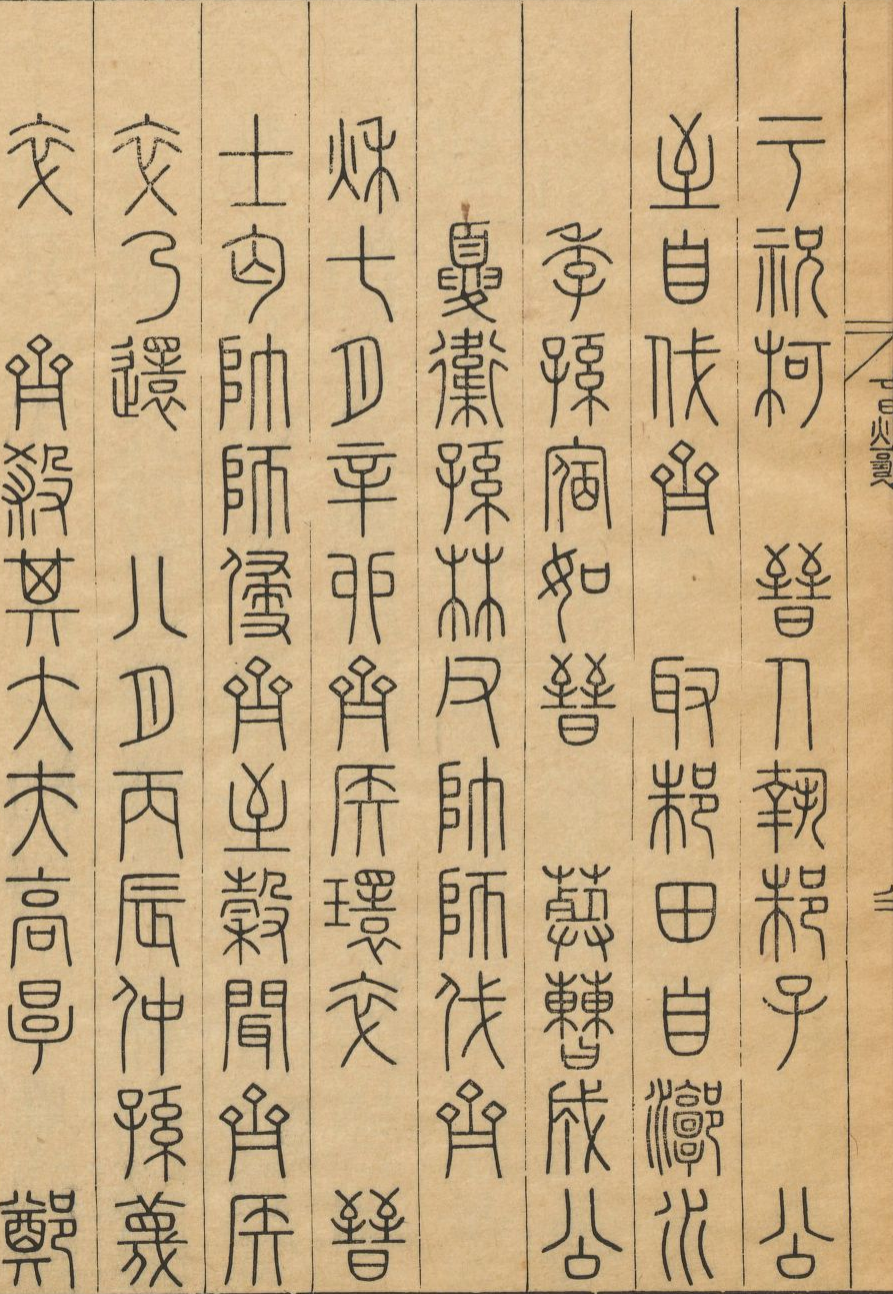 于祝柯 晉人執邾子 公
至自伐齊 取邾田自漷水
季孫宿如晉 葬曹成公
夏衛孫林父帥師伐齊
秋七月辛卯齊侯環卒 晉
士匄帥師侵齊至穀聞齊侯
卒乃還 八月丙辰仲孫蔑
卒 齊殺其大夫高厚 鄭